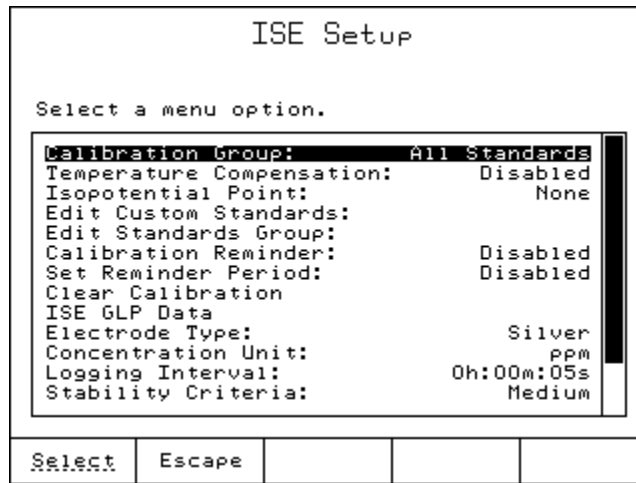 ISE Setup
Select a menu option.
Calibration Group: All Standards
Temperature Compensation: Disabled
Isopotential Point: None
Edit Custom Standards:
Edit Standards Group:
Calibration Reminder: Disabled
Set Reminder Period: Disabled
Clear Calibration
ISE GLP Data
Electrode Type: Silver
Concentration Unit: ppm
Logging Interval: 0h:00m:05s
Stability Criteria: Medium
Select Escape